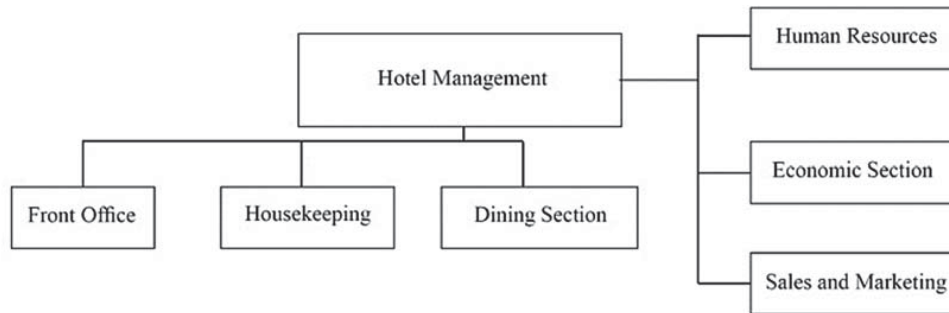 Human Resources
Hotel Management
Economic Section
Front Office
Housekeeping
Dining Section
Sales and Marketing